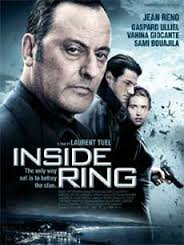 JEAN RENO
GASPARD ULLIEL
VAHINA GIOCANTE
SAMI BOUAJILA
A FILM BY LAURENT TUEL
INSIDE
RING
The only way
out is to betray
the clan.